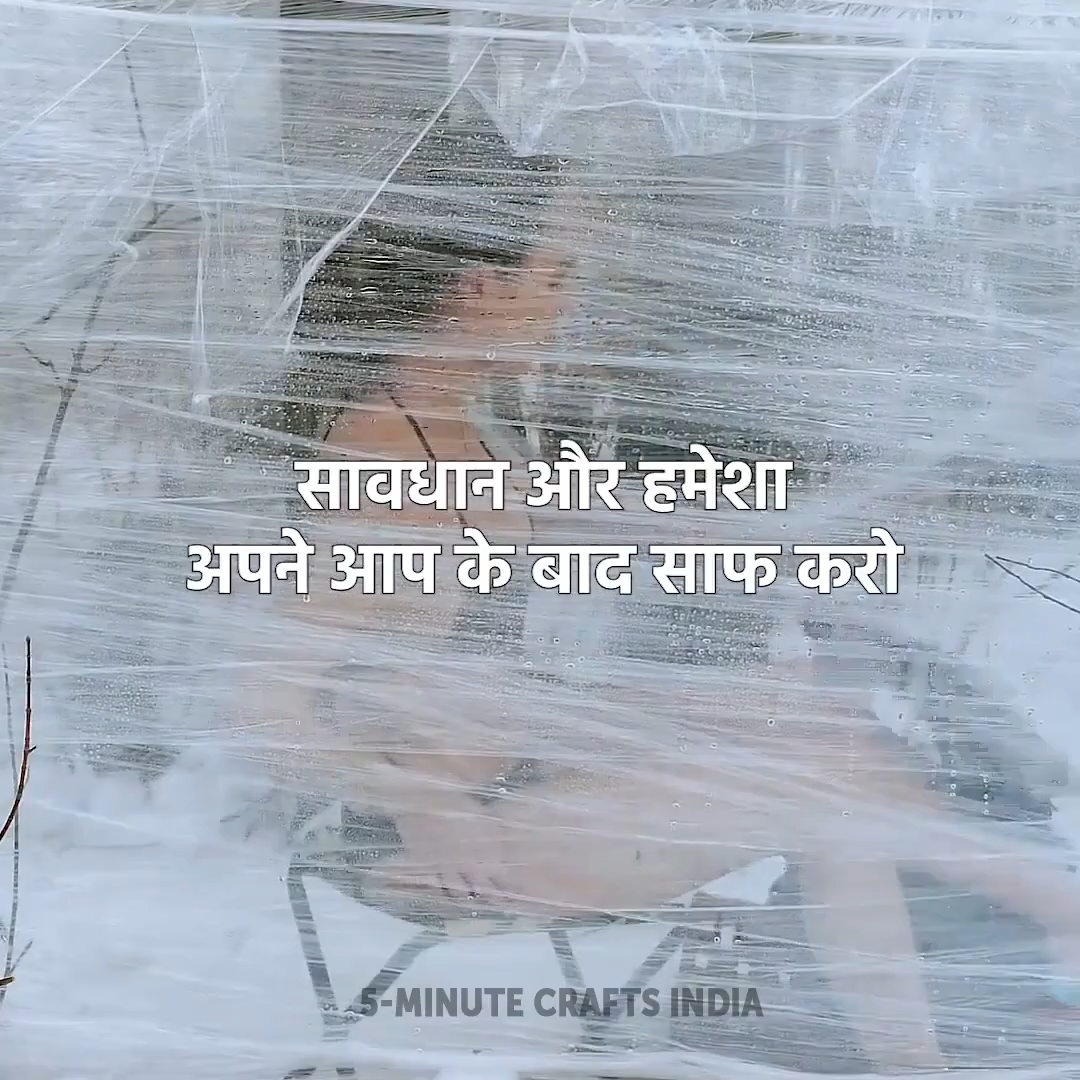 सावधान और हमेशा
अपने आप के बाद साफ करो
5-MINUTE CRAFTS INDIA